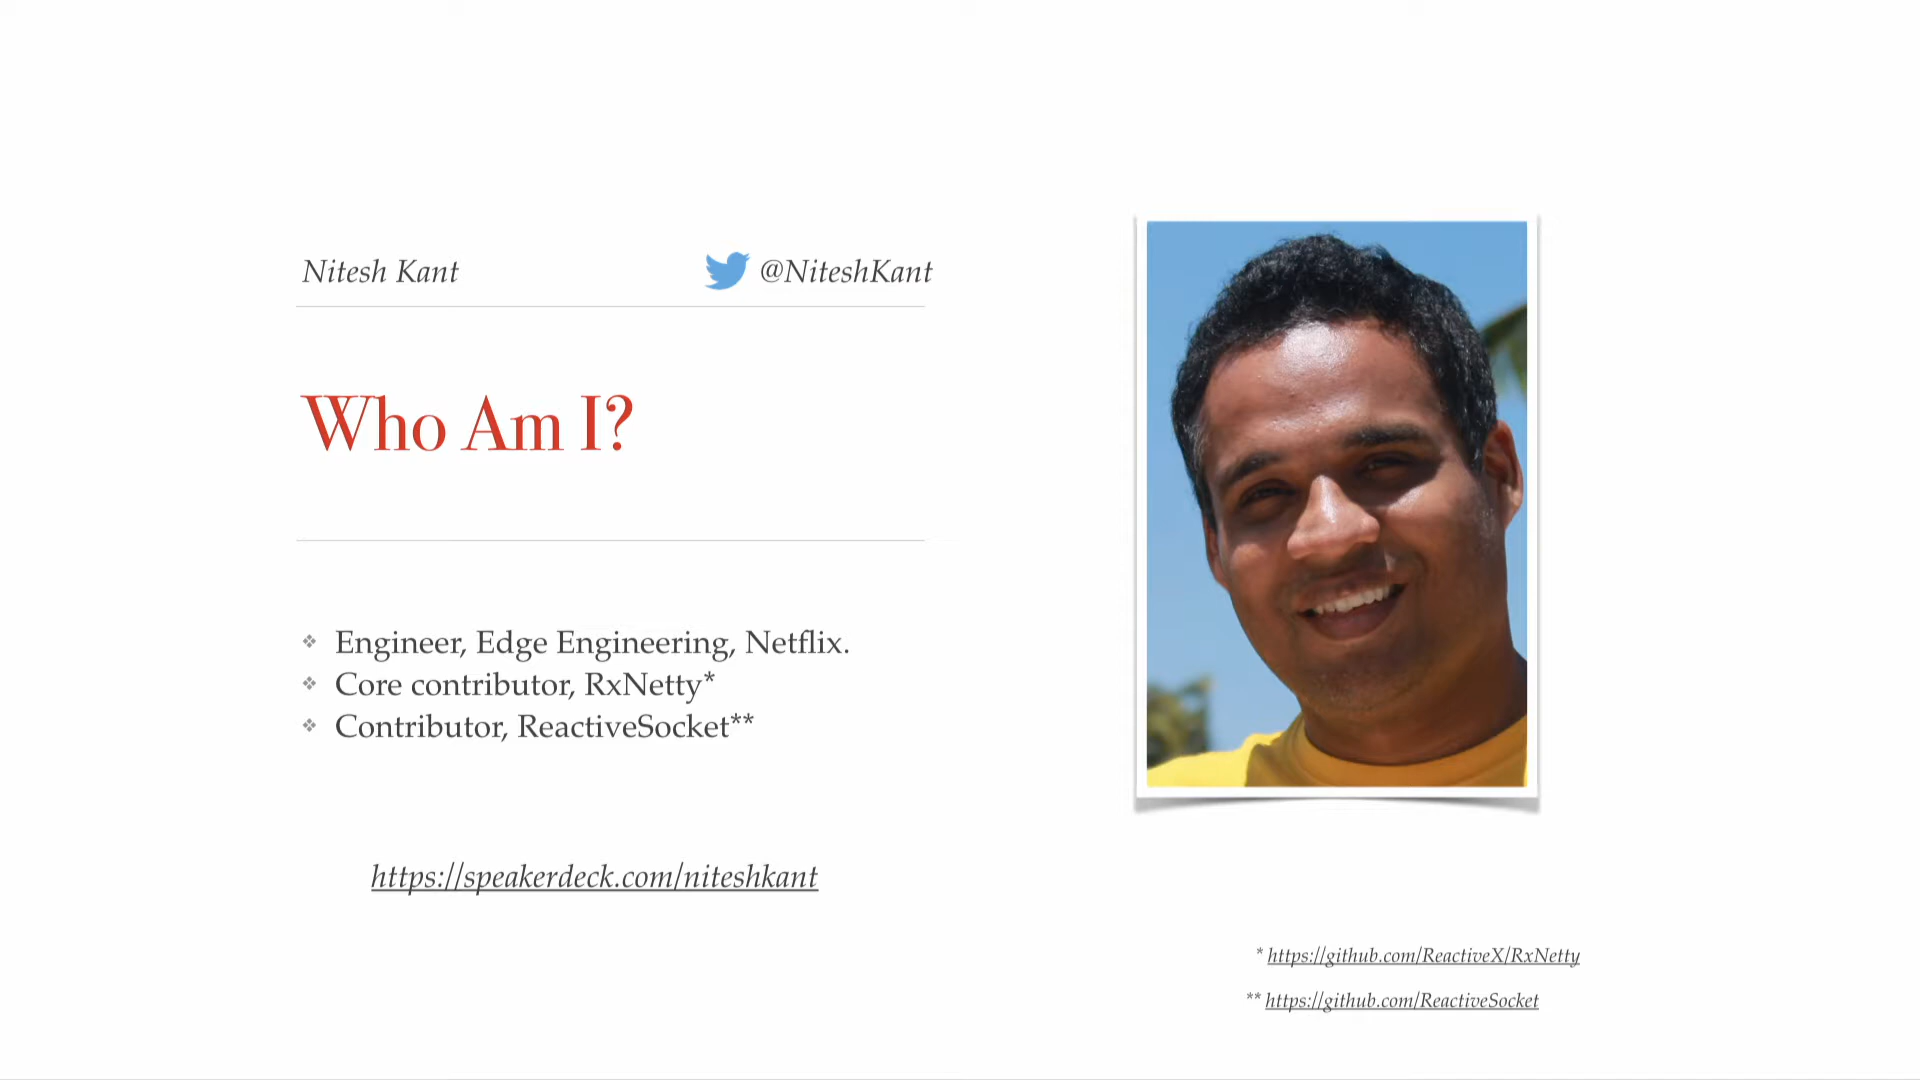 Nitesh Kant
@NiteshKant
Who Am I?
❖ Engineer, Edge Engineering, Netflix.
❖ Core contributor, RxNetty*
❖ Contributor, ReactiveSocket**
https://speakerdeck.com/niteshkant
* https://github.com/ReactiveX/RxNetty
** https://github.com/ReactiveSocket